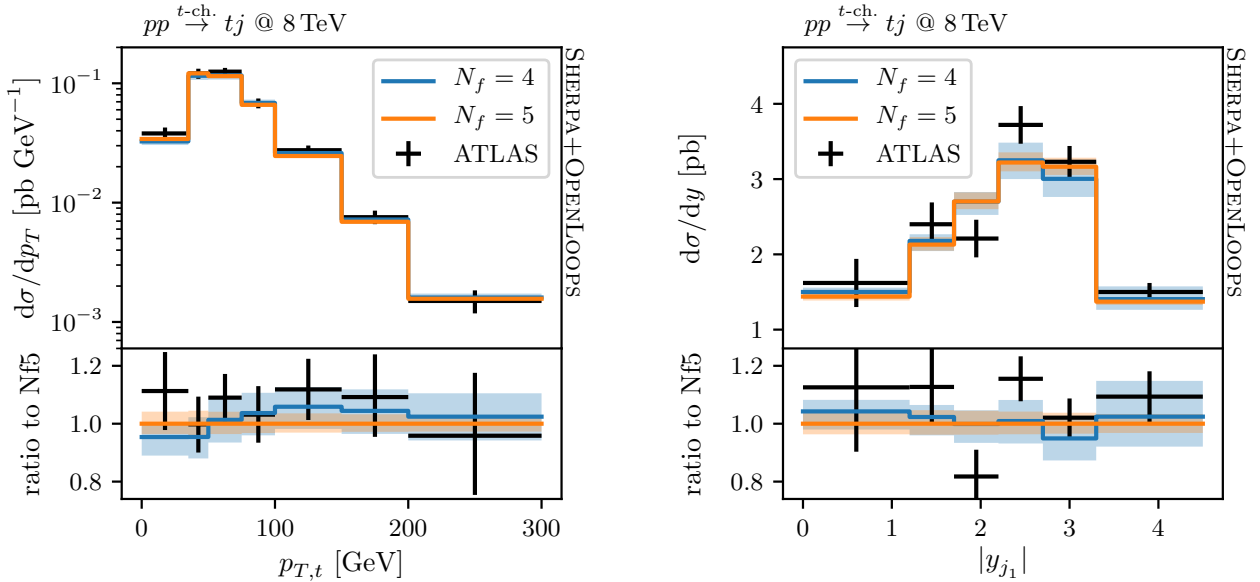 pp t-ch.→ tj @ 8 TeV
dσ/dp_T [pb GeV⁻¹]
10⁻¹
10⁻²
10⁻³
N_f = 4
N_f = 5
ATLAS
SHERPA+OPENLOOPS
ratio to Nf5
1.2
1.0
0.8
0 100 200 300
p_{T,t} [GeV]
pp t-ch.→ tj @ 8 TeV
dσ/dy [pb]
4
3
2
1
N_f = 4
N_f = 5
ATLAS
SHERPA+OPENLOOPS
ratio to Nf5
1.2
1.0
0.8
0 1 2 3 4
|y_{j_1}|